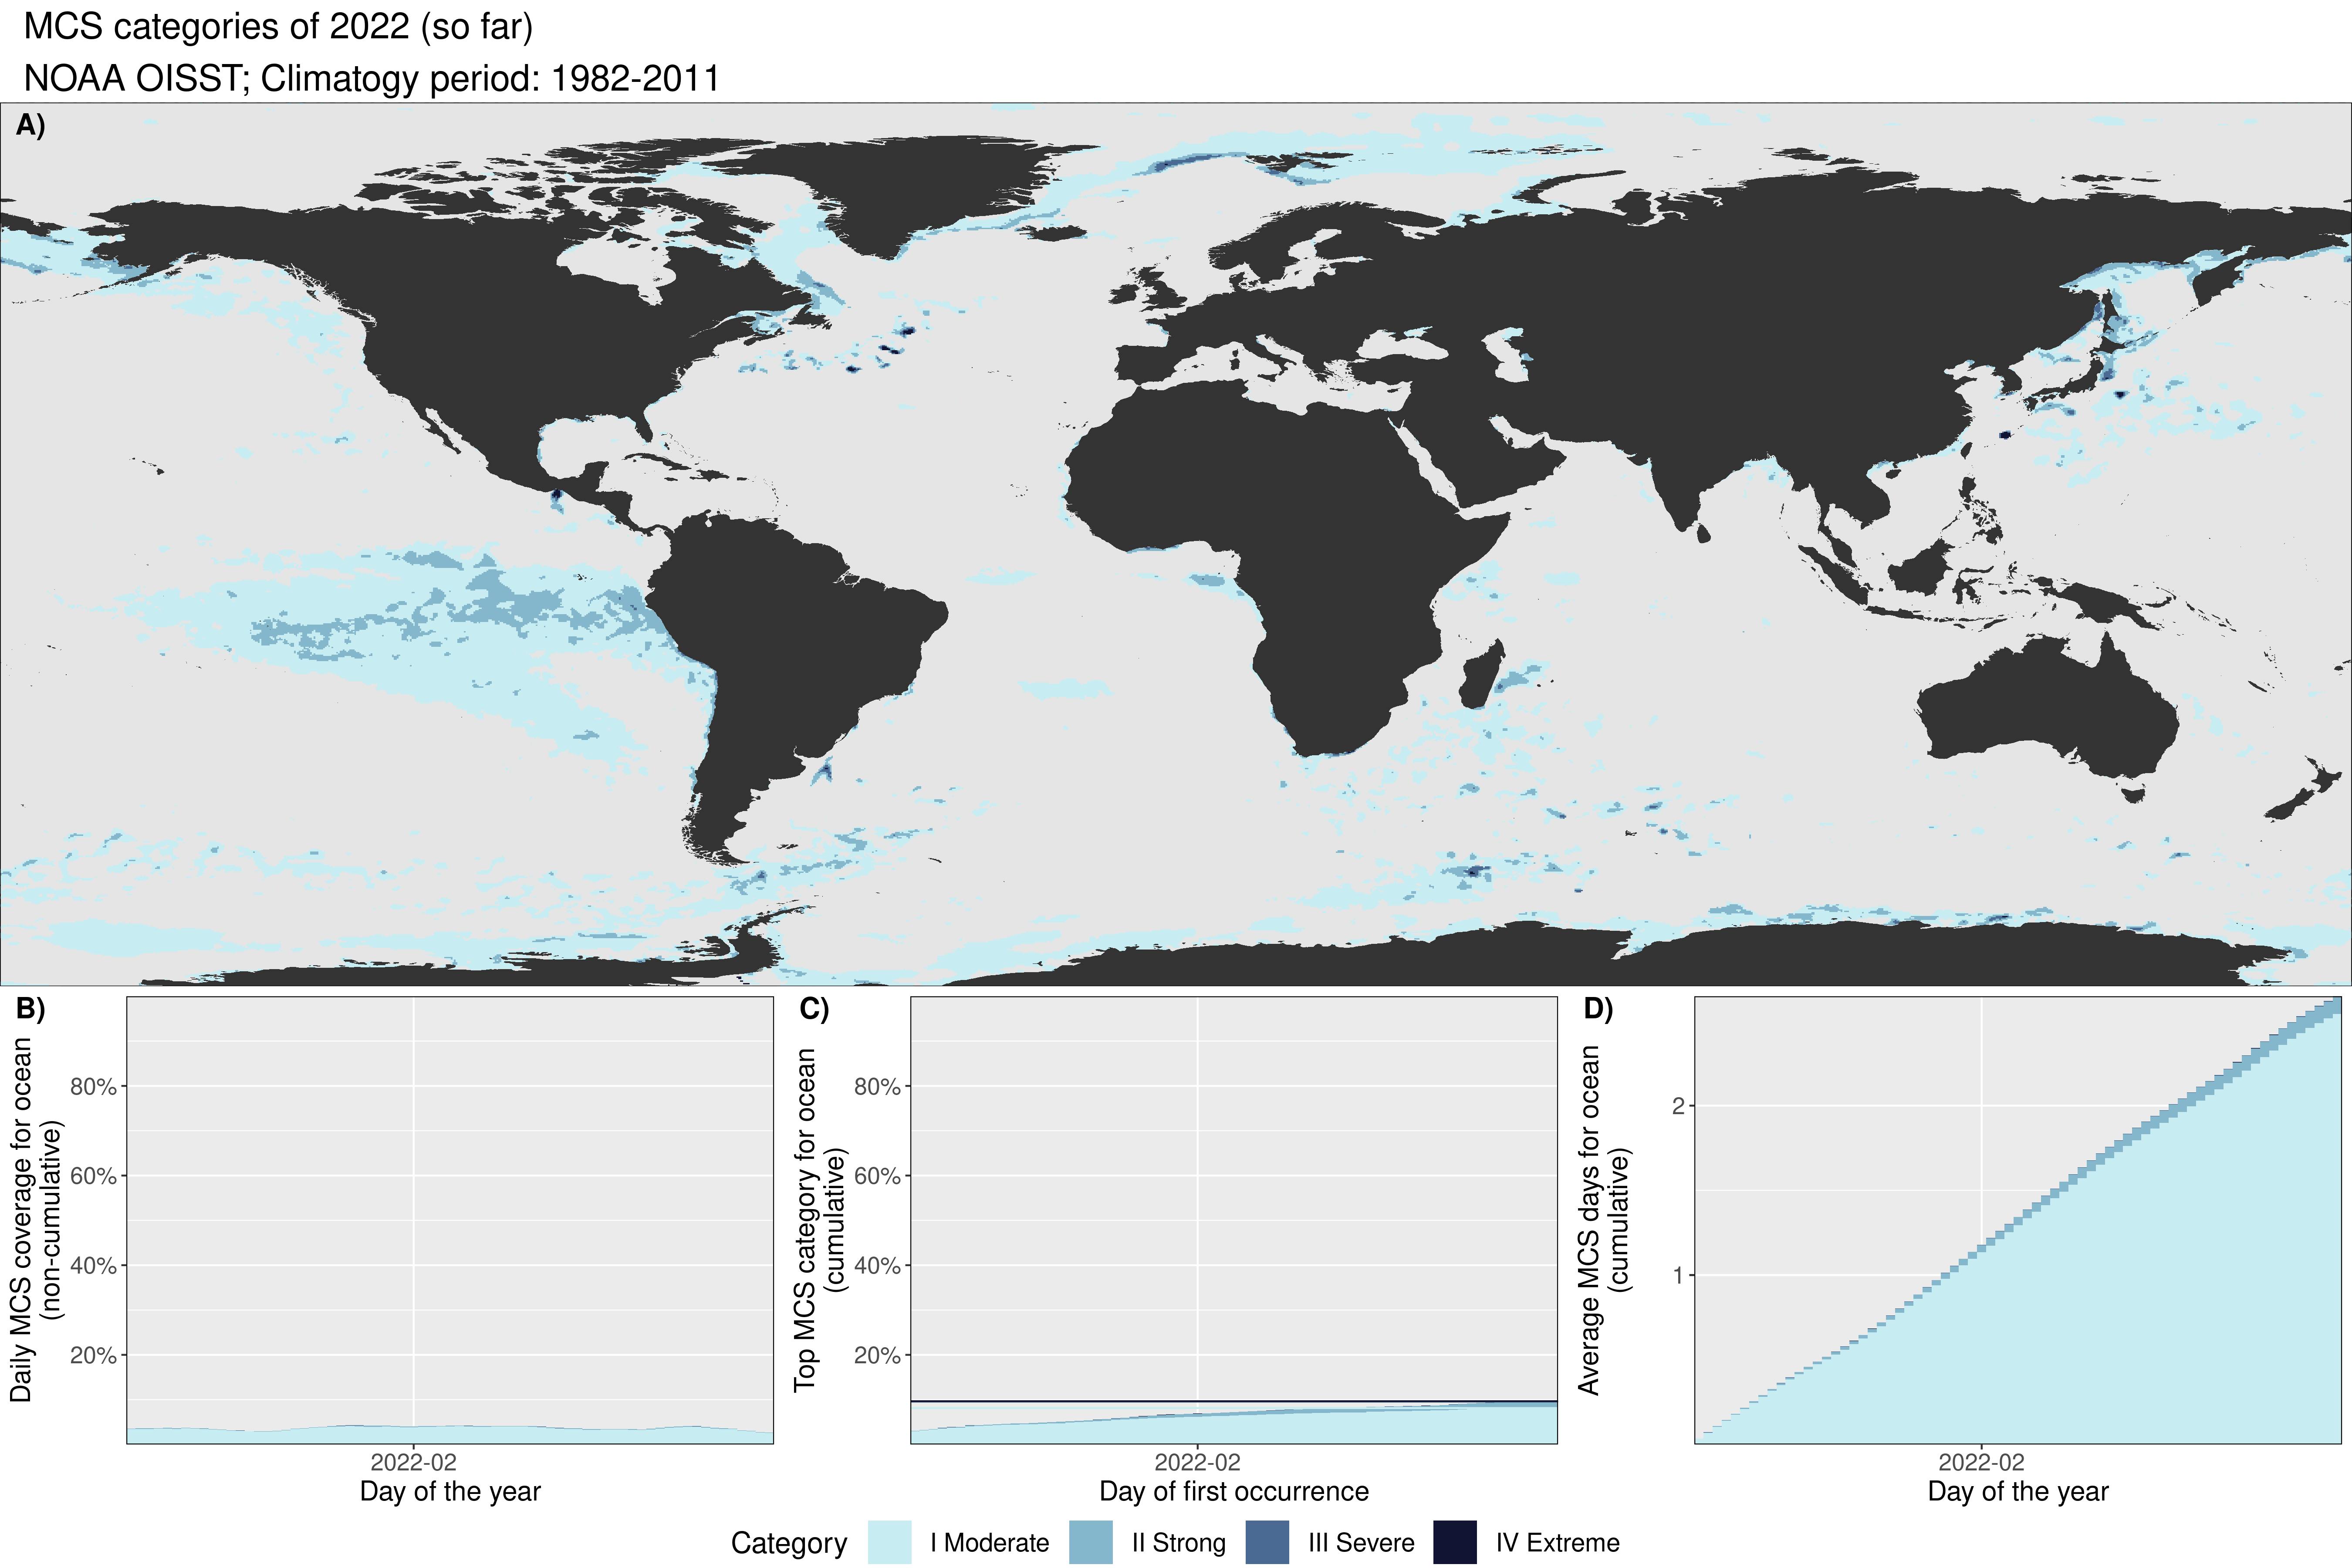 MCS categories of 2022 (so far)
NOAA OISST; Climatogy period: 1982-2011
A)
B)
Daily MCS coverage for ocean
(non-cumulative)
80%
60%
40%
20%
2022-02
Day of the year
C)
Top MCS category for ocean
(cumulative)
80%
60%
40%
20%
2022-02
Day of first occurrence
D)
Average MCS days for ocean
(cumulative)
2
1
2022-02
Day of the year
Category I Moderate II Strong III Severe IV Extreme